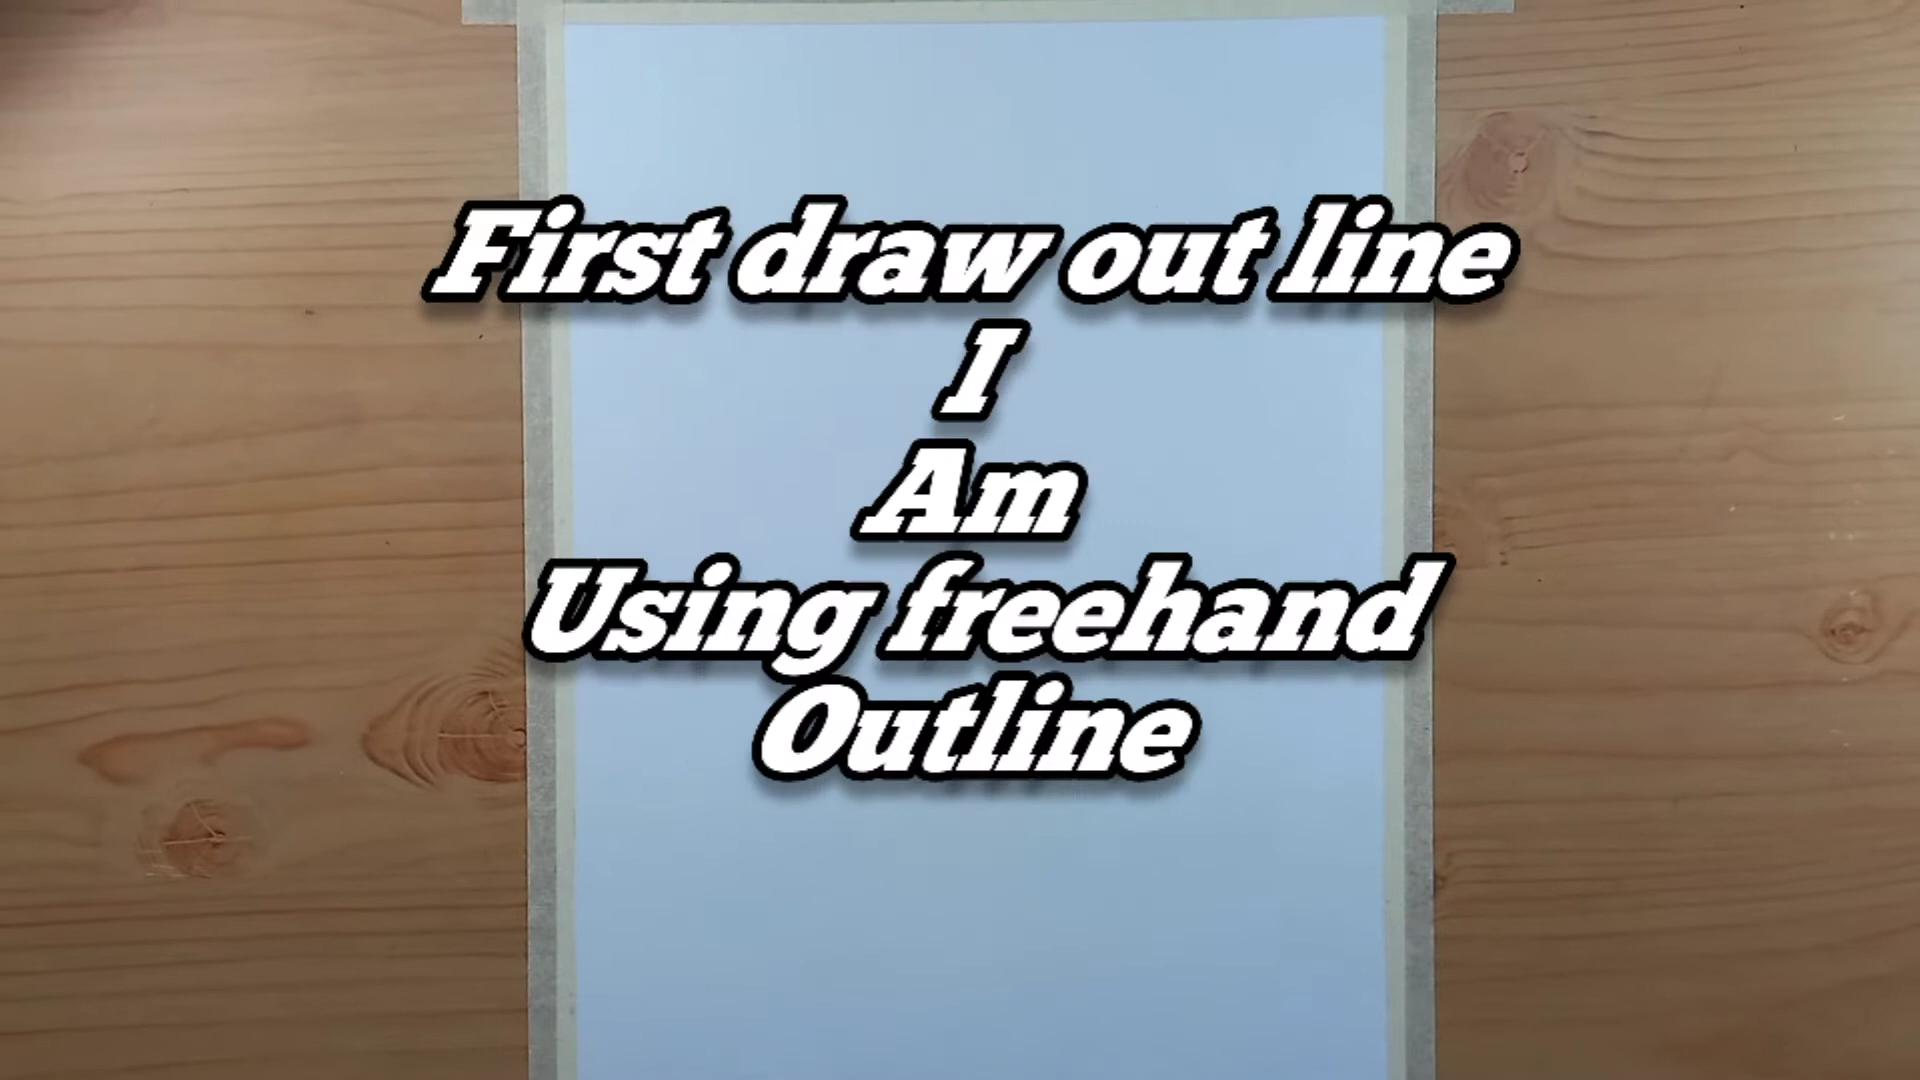 First draw out line
I
Am
Using freehand
Outline